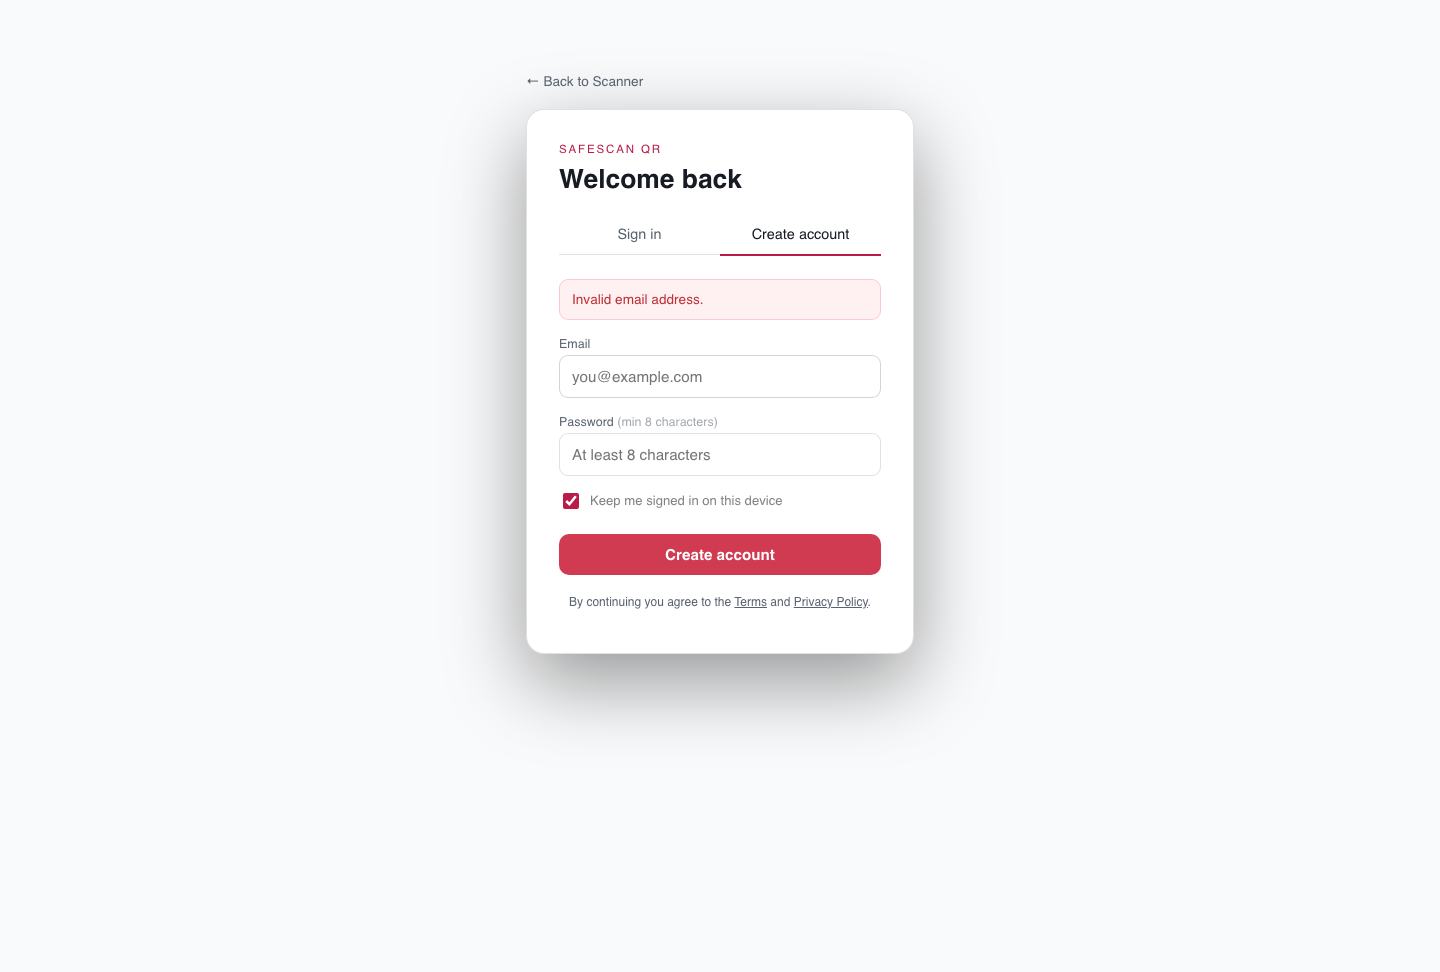 ← Back to Scanner
SAFESCAN QR
Welcome back
Sign in
Create account
Invalid email address.
Email
you@example.com
Password (min 8 characters)
At least 8 characters
Keep me signed in on this device
Create account
By continuing you agree to the Terms and Privacy Policy.